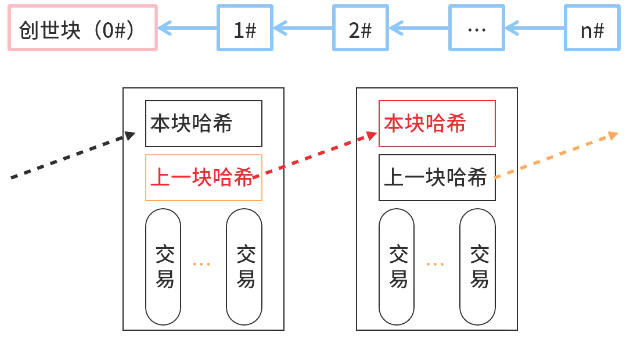 创世块（0#） 1# 2# … n#
本块哈希 本块哈希
上一块哈希 上一块哈希
交易 … 交易 交易 … 交易